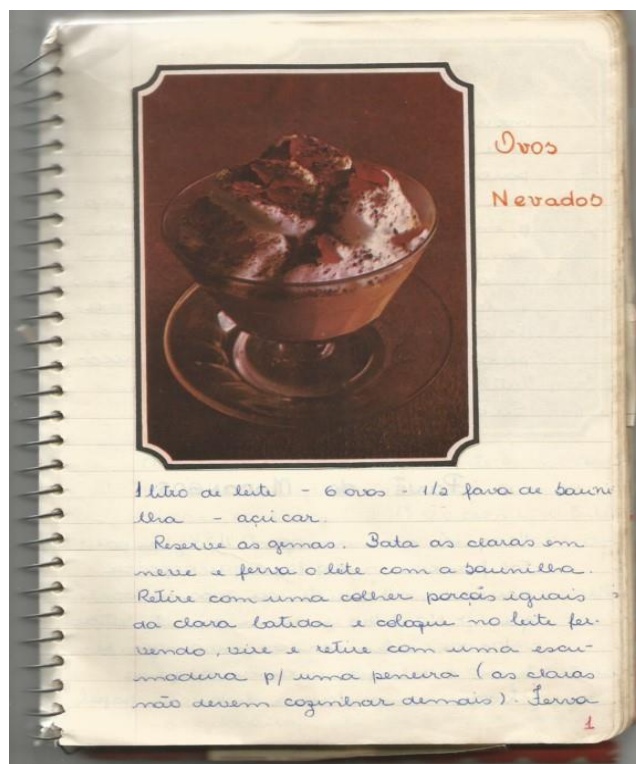 Ovos
Nevados
1 litro de leite - 6 ovos - 1/2 fava de bauni
lha - açúcar.
Reserve as gemas. Bata as claras em
neve e ferva o leite com a baunilha.
Retire com uma colher porções iguais
da clara batida e coloque no leite fer-
vendo, vire e retire com uma escu-
madeira p/ uma peneira (as claras
não devem cozinhar demais). Ferva
1